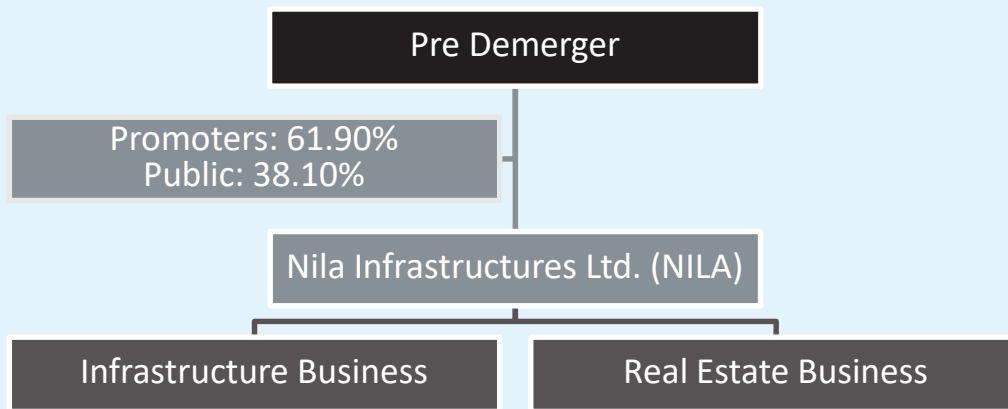 Pre Demerger
Promoters: 61.90%
Public: 38.10%
Nila Infrastructures Ltd. (NILA)
Infrastructure Business
Real Estate Business